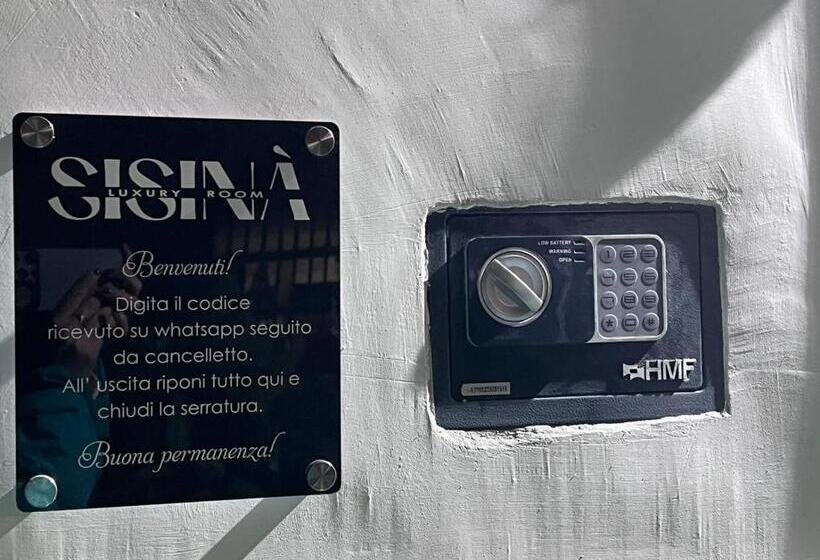 SISINÀ
LUXURY ROOM
Benvenuti!
Digita il codice
ricevuto su whatsapp seguito
da cancelletto.
All' uscita riponi tutto qui e
chiudi la serratura.
Buona permanenza!
LOW BATTERY
WARNING
OPEN
* #
HMF